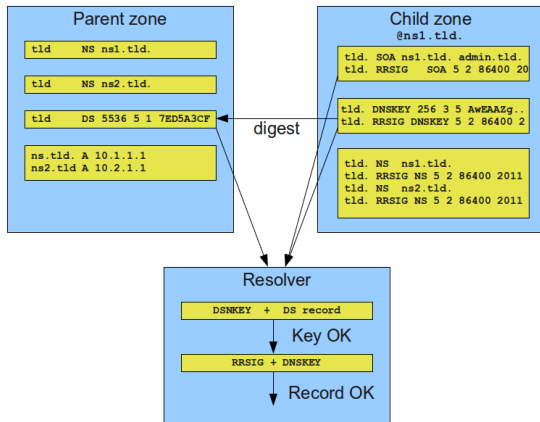 Parent zone
tld NS ns1.tld.
tld NS ns2.tld.
tld DS 5536 5 1 7ED5A3CF
ns.tld. A 10.1.1.1
ns2.tld A 10.2.1.1
digest
Child zone
@ns1.tld.
tld. SOA ns1.tld. admin.tld.
tld. RRSIG SOA 5 2 86400 20
tld. DNSKEY 256 3 5 AwEAAZg..
tld. RRSIG DNSKEY 5 2 86400 2
tld. NS ns1.tld.
tld. RRSIG NS 5 2 86400 2011
tld. NS ns2.tld.
tld. RRSIG NS 5 2 86400 2011
Resolver
DSNKEY + DS record
Key OK
RRSIG + DNSKEY
Record OK